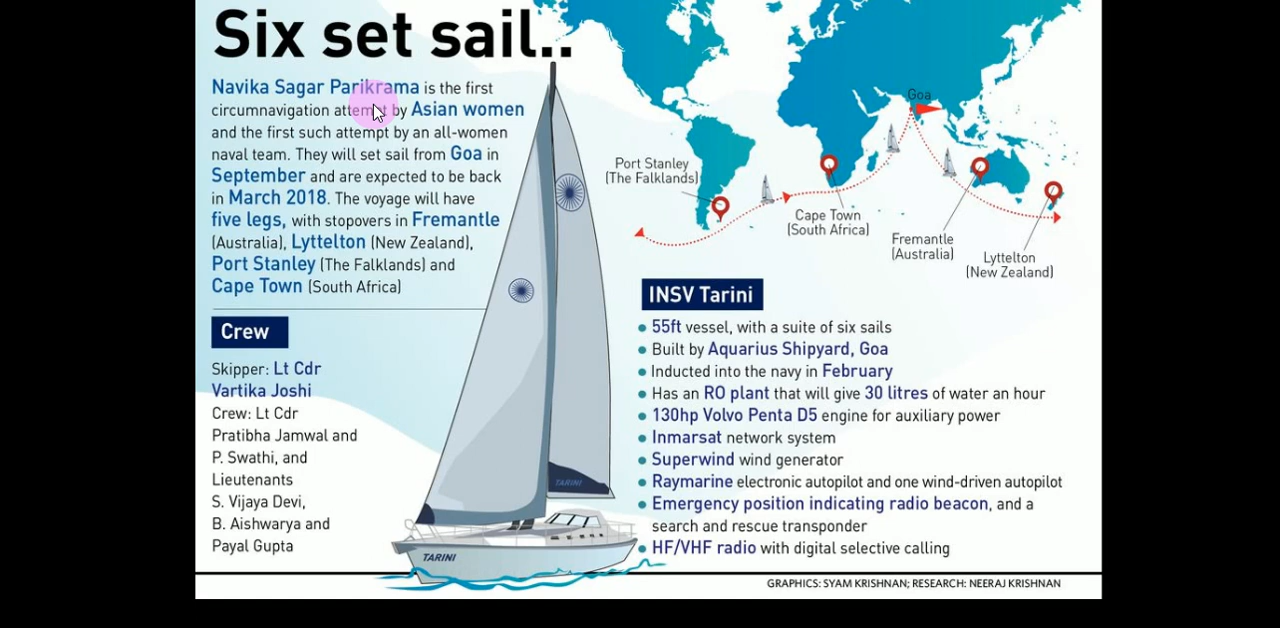 Six set sail..
Navika Sagar Parikrama is the first
circumnavigation attempt by Asian women
and the first such attempt by an all-women
naval team. They will set sail from Goa in
September and are expected to be back
in March 2018. The voyage will have
five legs, with stopovers in Fremantle
(Australia), Lyttelton (New Zealand),
Port Stanley (The Falklands) and
Cape Town (South Africa)
Crew
Skipper: Lt Cdr
Vartika Joshi
Crew: Lt Cdr
Pratibha Jamwal and
P. Swathi, and
Lieutenants
S. Vijaya Devi,
B. Aishwarya and
Payal Gupta
TARINI
TARINI
Goa
Port Stanley
(The Falklands)
Cape Town
(South Africa)
Fremantle
(Australia)
Lyttelton
(New Zealand)
INSV Tarini
55ft vessel, with a suite of six sails
Built by Aquarius Shipyard, Goa
Inducted into the navy in February
Has an RO plant that will give 30 litres of water an hour
130hp Volvo Penta D5 engine for auxiliary power
Inmarsat network system
Superwind wind generator
Raymarine electronic autopilot and one wind-driven autopilot
Emergency position indicating radio beacon, and a
search and rescue transponder
HF/VHF radio with digital selective calling
GRAPHICS: SYAM KRISHNAN; RESEARCH: NEERAJ KRISHNAN